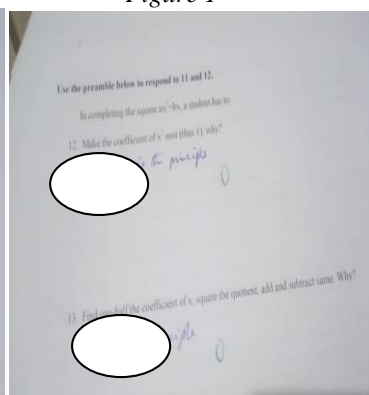 Figure 1
Use the preamble below to respond to 11 and 12.
In completing the square ax²+bx, a student has to
12. Make the coefficient of x² unit (thus 1), why?
the principle
0
13. Find one half the coefficient of x, square the quotient, add and subtract same. Why?
0